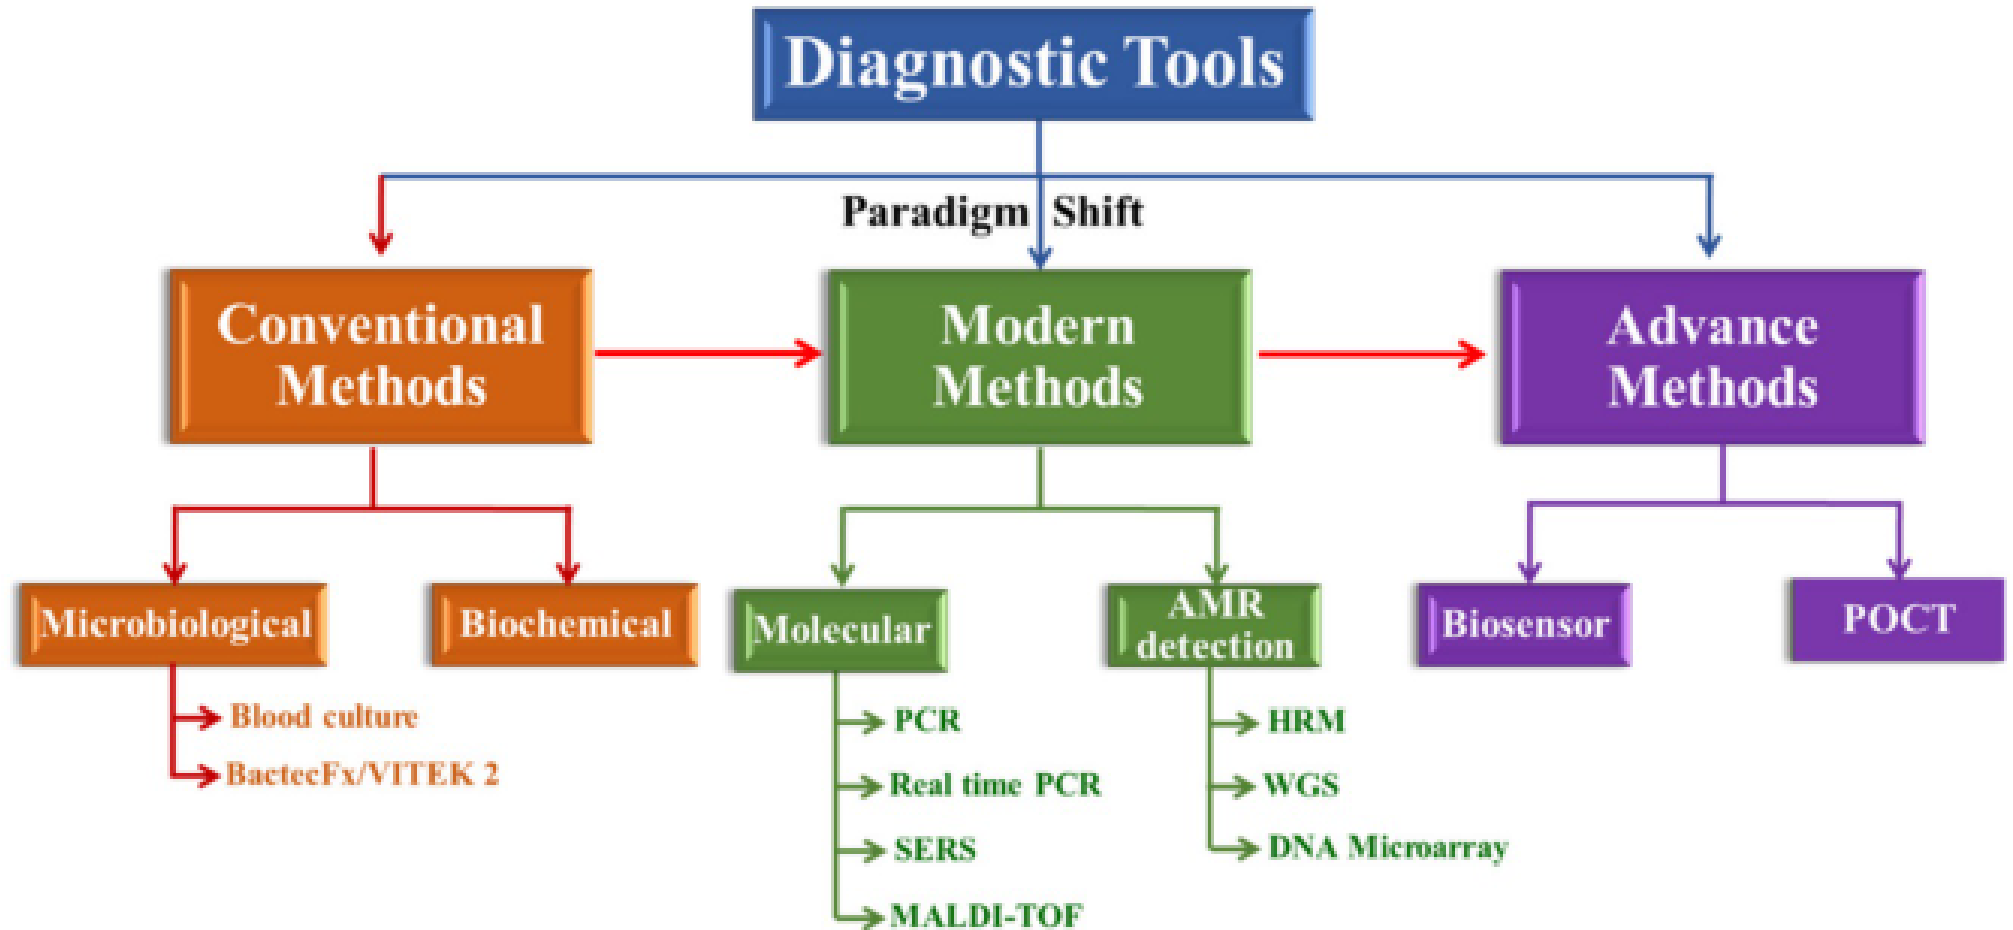 Diagnostic Tools
Paradigm Shift
Conventional
Methods
Modern
Methods
Advance
Methods
Microbiological
Biochemical
Molecular
AMR
detection
Biosensor
POCT
Blood culture
BactecFx/VITEK 2
PCR
Real time PCR
SERS
MALDI-TOF
HRM
WGS
DNA Microarray